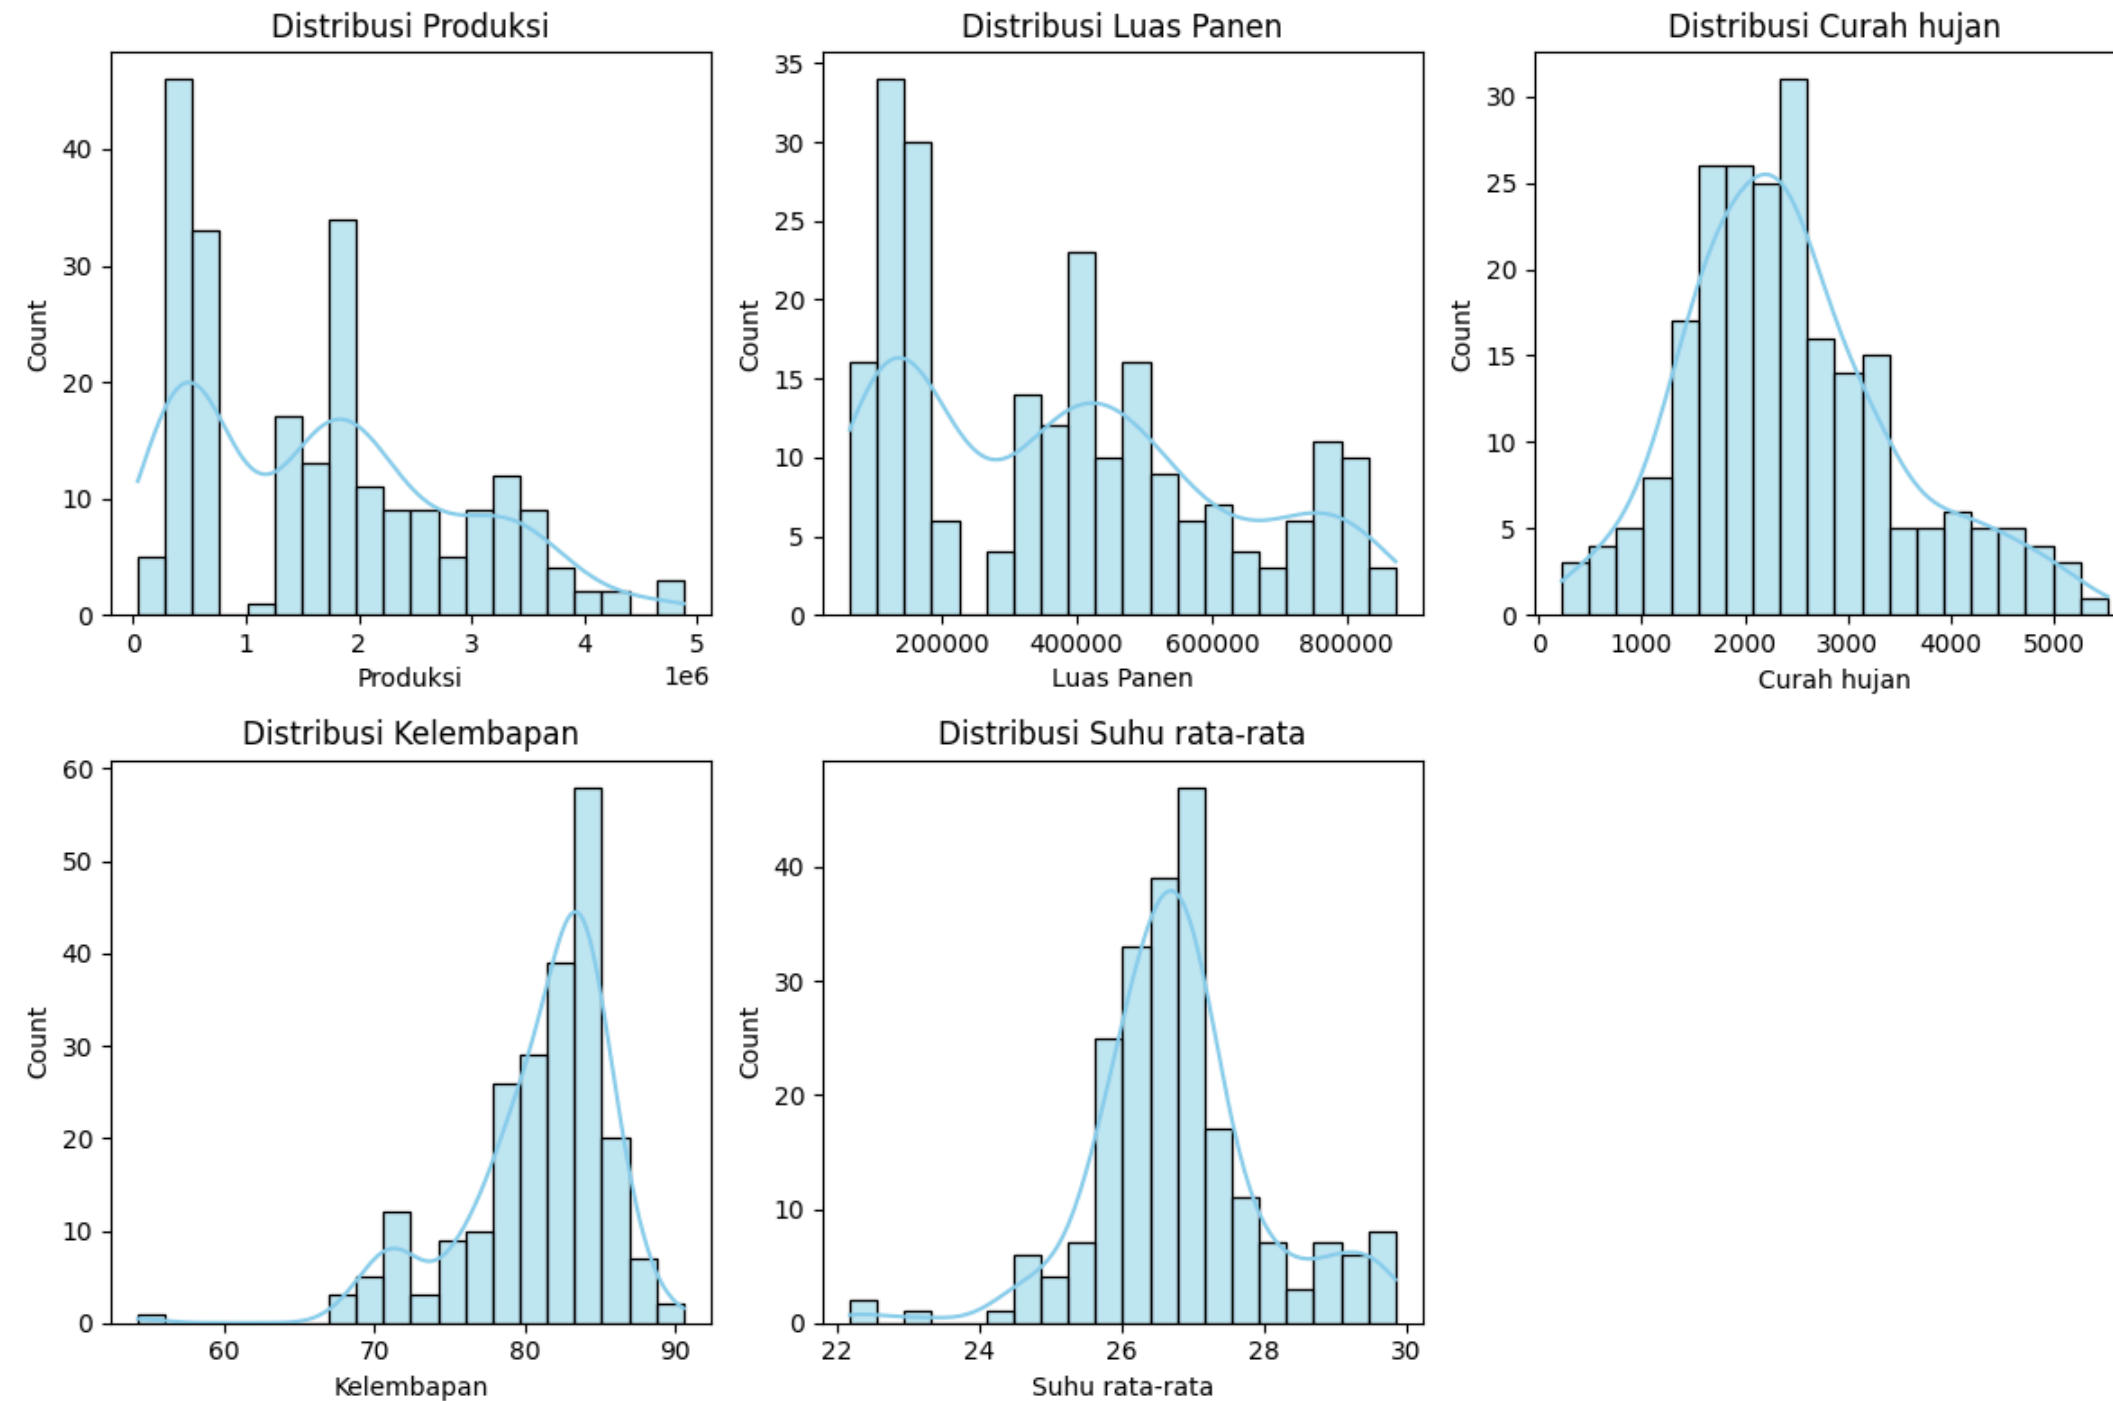 Distribusi Produksi
Count
40
30
20
10
0
0 1 2 3 4 5
1e6
Produksi
Distribusi Luas Panen
Count
35
30
25
20
15
10
5
0
200000 400000 600000 800000
Luas Panen
Distribusi Curah hujan
Count
30
25
20
15
10
5
0
0 1000 2000 3000 4000 5000
Curah hujan
Distribusi Kelembapan
Count
60
50
40
30
20
10
0
60 70 80 90
Kelembapan
Distribusi Suhu rata-rata
Count
40
30
20
10
0
22 24 26 28 30
Suhu rata-rata